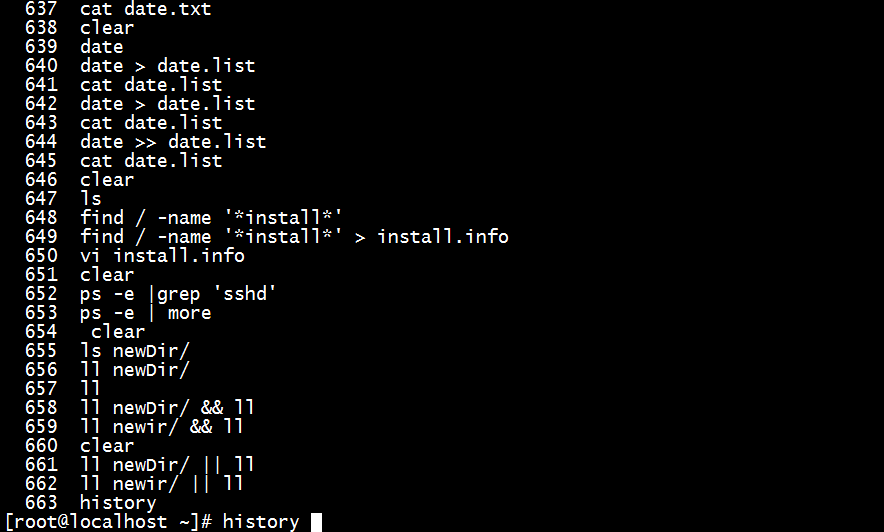 637  cat date.txt
638  clear
639  date
640  date > date.list
641  cat date.list
642  date > date.list
643  cat date.list
644  date >> date.list
645  cat date.list
646  clear
647  ls
648  find / -name '*install*'
649  find / -name '*install*' > install.info
650  vi install.info
651  clear
652  ps -e |grep 'sshd'
653  ps -e | more
654   clear
655  ls newDir/
656  ll newDir/
657  ll
658  ll newDir/ && ll
659  ll newir/ && ll
660  clear
661  ll newDir/ || ll
662  ll newir/ || ll
663  history
[root@localhost ~]# history